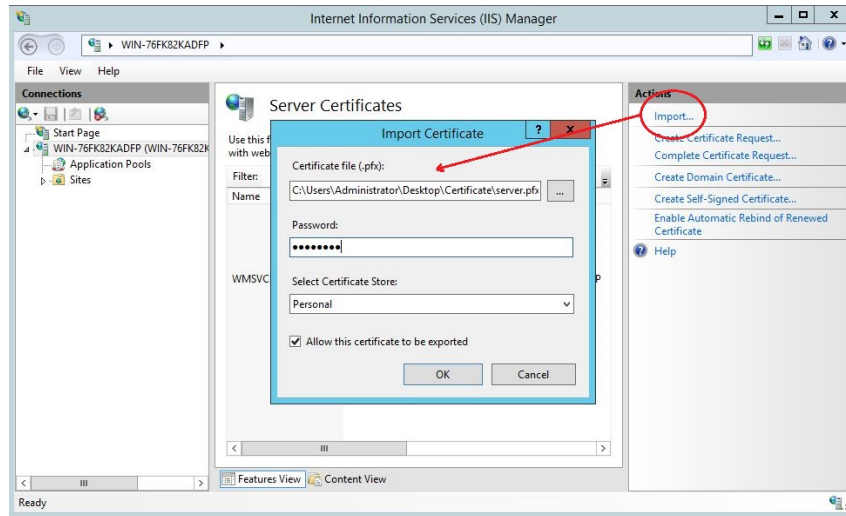 Internet Information Services (IIS) Manager
WIN-76FK82KADFP
File View Help
Connections
Start Page
WIN-76FK82KADFP (WIN-76FK82K
Application Pools
Sites
Server Certificates
Use this f
with web
Filter:
Name
WMSVC
P
Import Certificate
?
x
Certificate file (.pfx):
C:\Users\Administrator\Desktop\Certificate\server.pfx
...
Password:
••••••••
Select Certificate Store:
Personal
Allow this certificate to be exported
OK Cancel
Features View Content View
Actions
Import...
Create Certificate Request...
Complete Certificate Request...
Create Domain Certificate...
Create Self-Signed Certificate...
Enable Automatic Rebind of Renewed
Certificate
Help
Ready